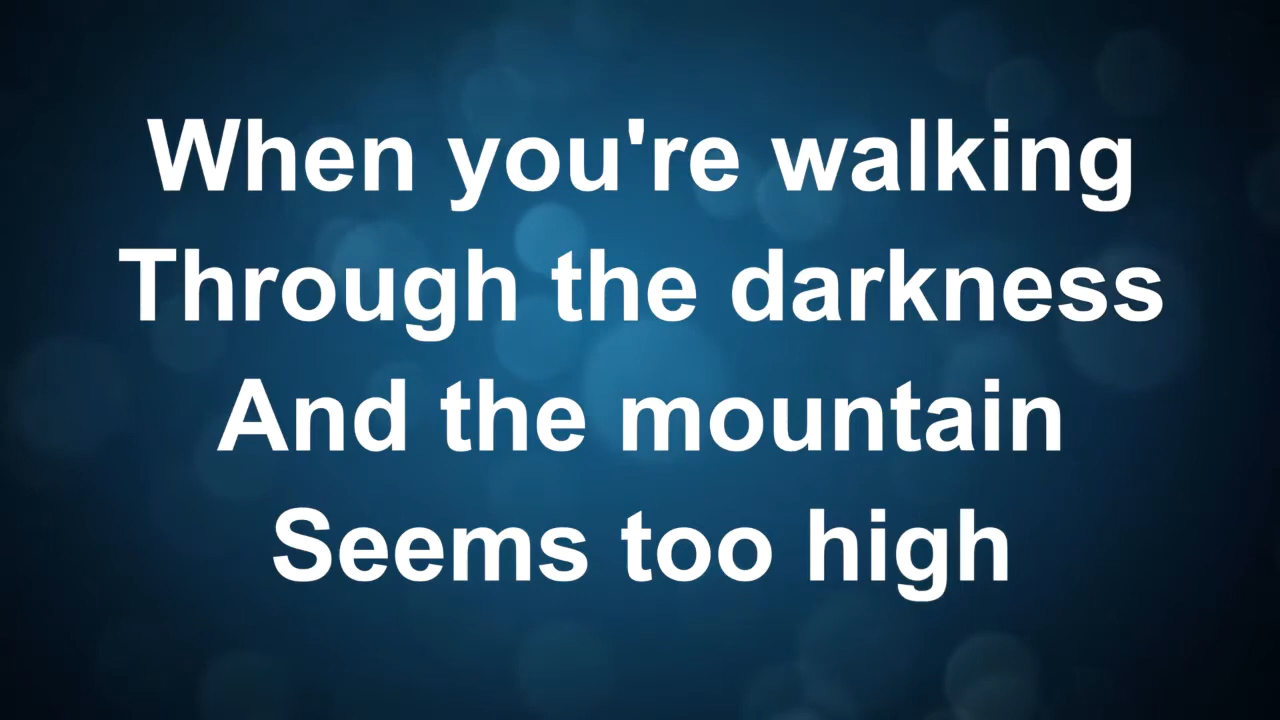 When you're walking
Through the darkness
And the mountain
Seems too high